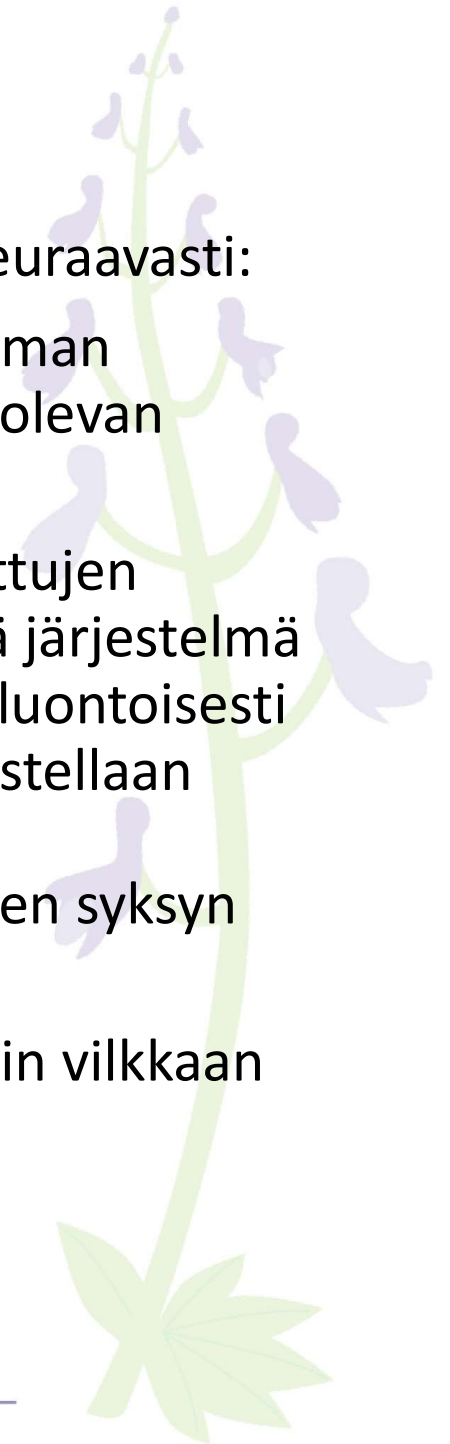 euraavasti:
man
olevan
ttujen
ä järjestelmä
luontoisesti
stellaan
en syksyn
in vilkkaan